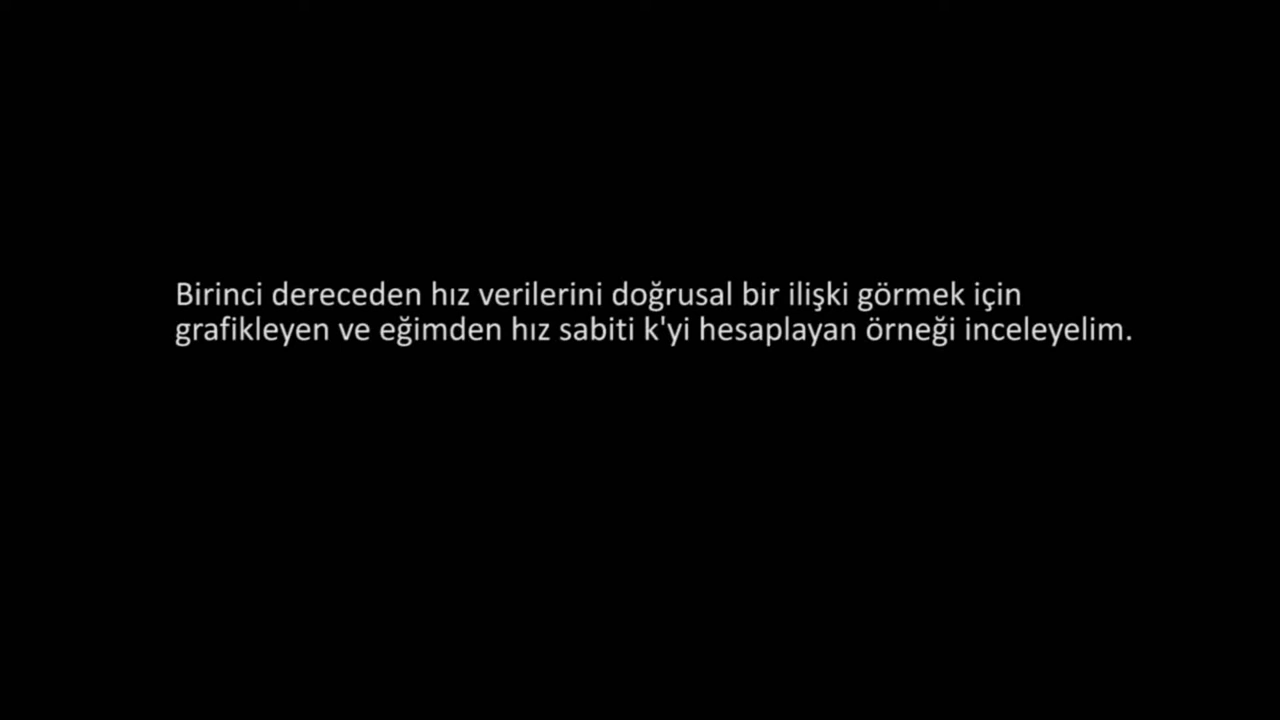 Birinci dereceden hız verilerini doğrusal bir ilişki görmek için
grafikleyen ve eğimden hız sabiti k'yi hesaplayan örneği inceleyelim.